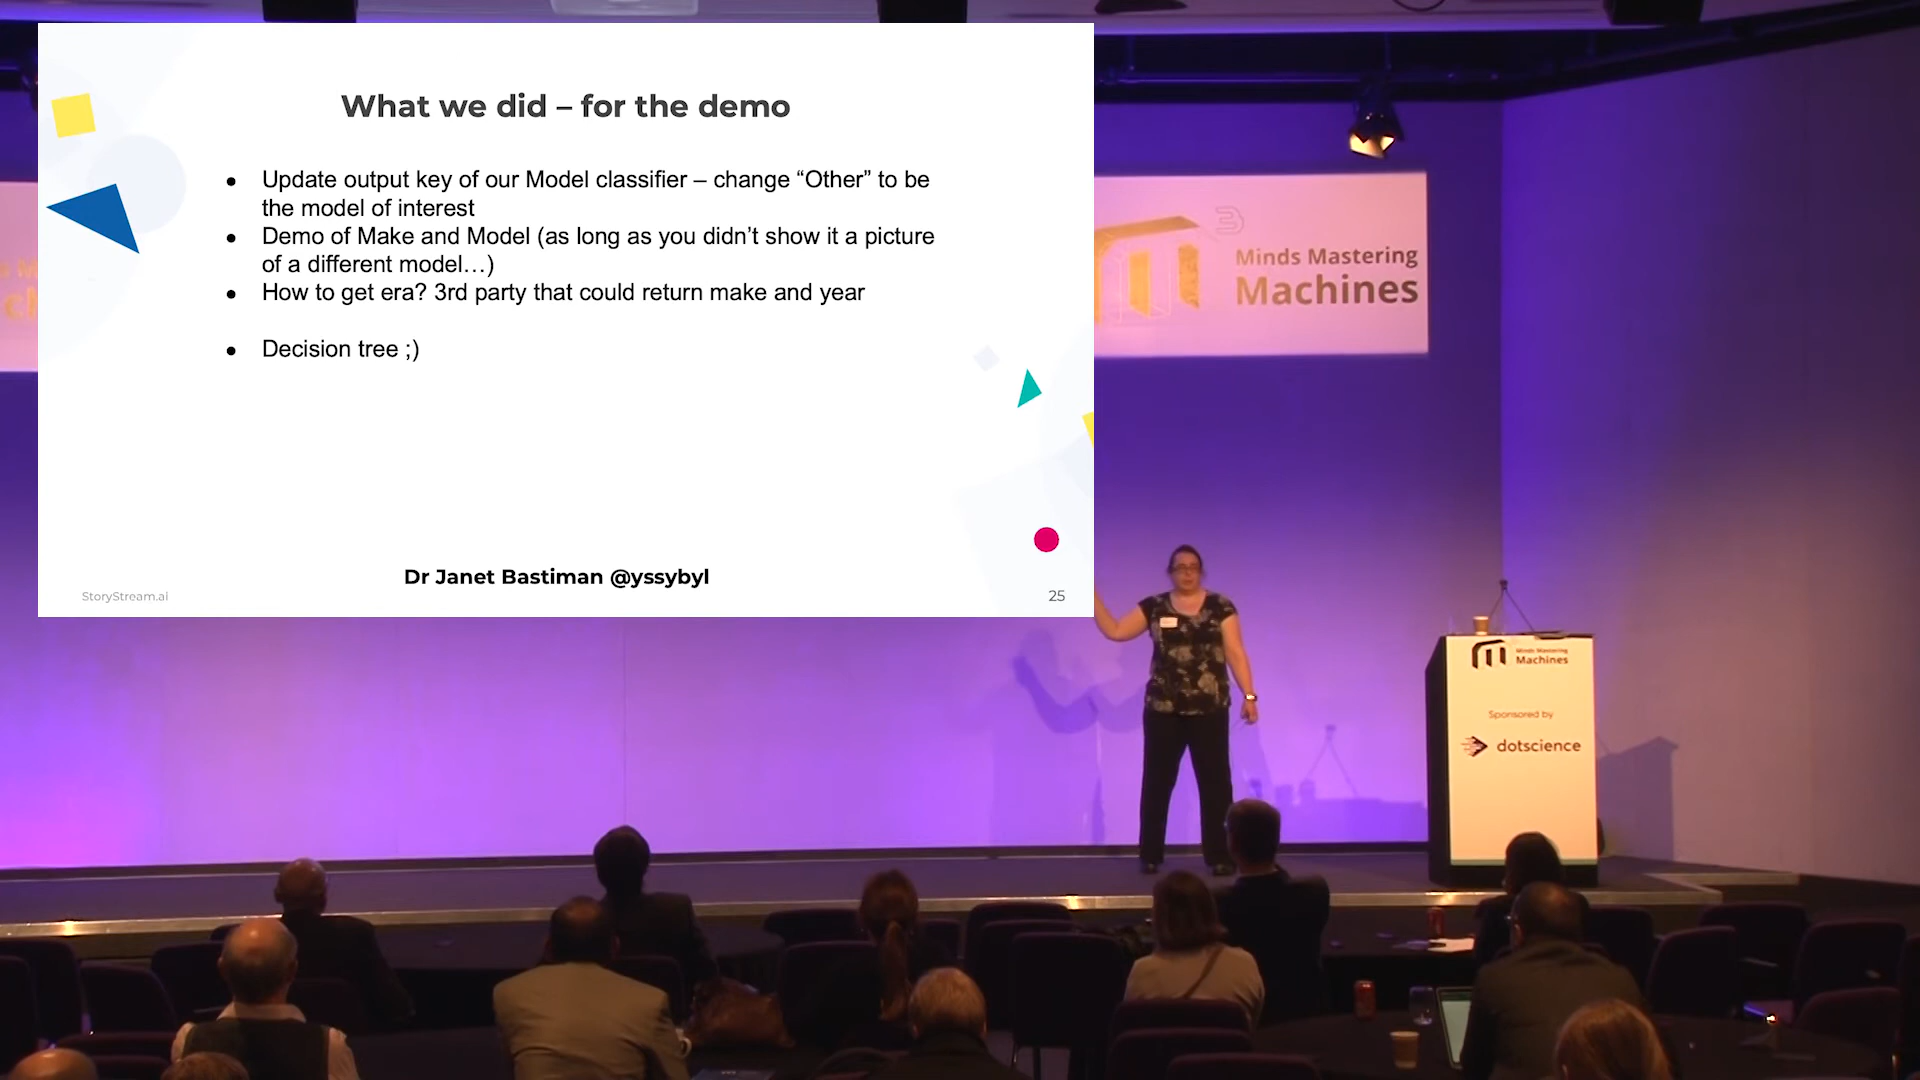 What we did – for the demo
● Update output key of our Model classifier – change “Other” to be
the model of interest
● Demo of Make and Model (as long as you didn’t show it a picture
of a different model…)
● How to get era? 3rd party that could return make and year
● Decision tree ;)
Dr Janet Bastiman @yssybyl
StoryStream.ai
25
Minds Mastering
Machines
Minds Mastering
Machines
Sponsored by
dotscience